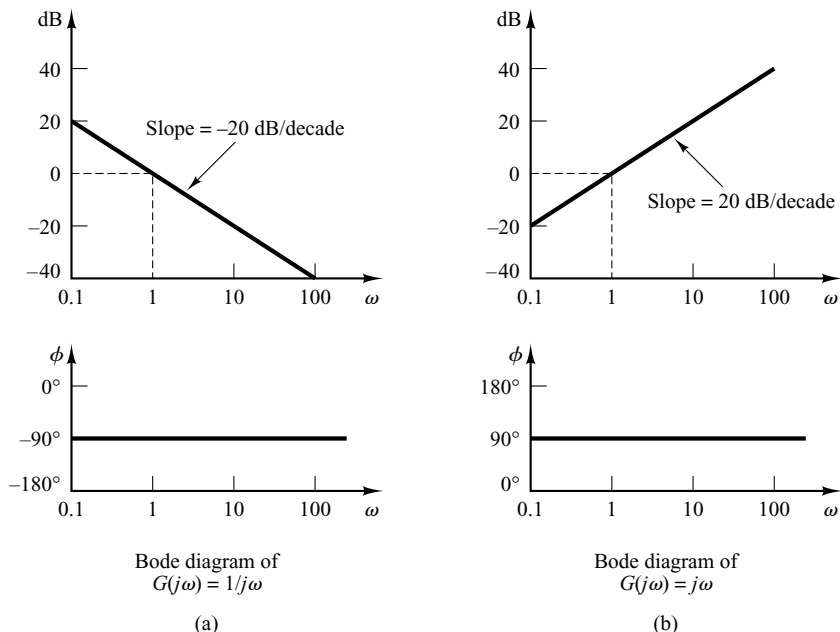 dB
40
20
Slope = –20 dB/decade
0
–20
–40
0.1 1 10 100 ω
ϕ
0°
–90°
–180°
0.1 1 10 100 ω
Bode diagram of
G(jω) = 1/jω
(a)
dB
40
20
0
Slope = 20 dB/decade
–20
–40
0.1 1 10 100 ω
ϕ
180°
90°
0°
0.1 1 10 100 ω
Bode diagram of
G(jω) = jω
(b)